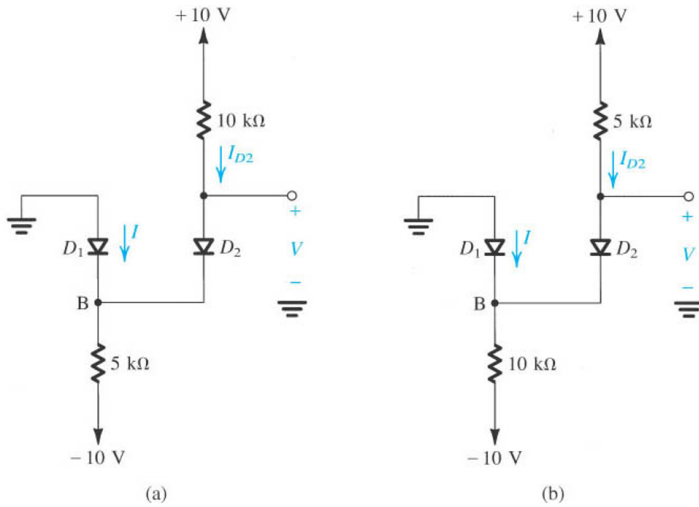 +10 V
10 kΩ
I_D2
+
D₁
I
D₂
V
−
B
5 kΩ
−10 V
(a)
+10 V
5 kΩ
I_D2
+
D₁
I
D₂
V
−
B
10 kΩ
−10 V
(b)